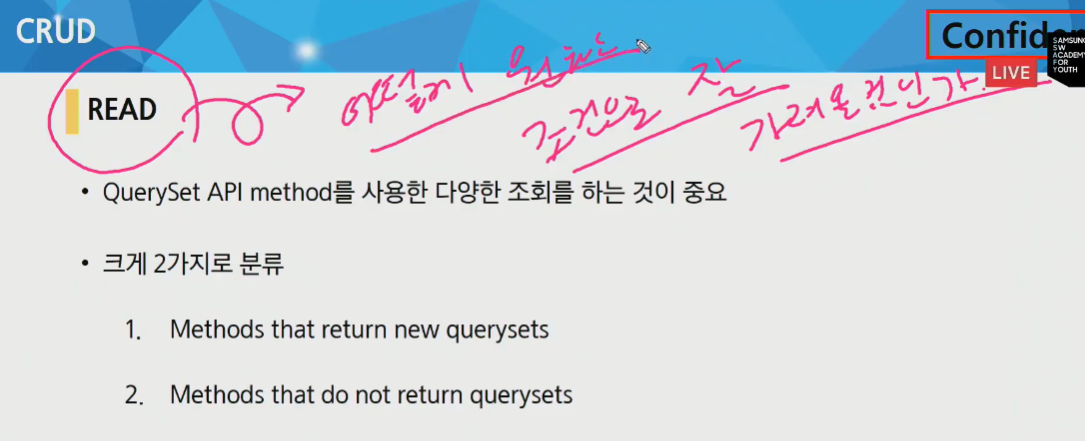 CRUD
Confiden
SAMSUNG
SW
ACADEMY
FOR
YOUTH
LIVE
READ
어떻게 원하는
조건으로 잘
가져올것인가.
• QuerySet API method를 사용한 다양한 조회를 하는 것이 중요
• 크게 2가지로 분류
1. Methods that return new querysets
2. Methods that do not return querysets